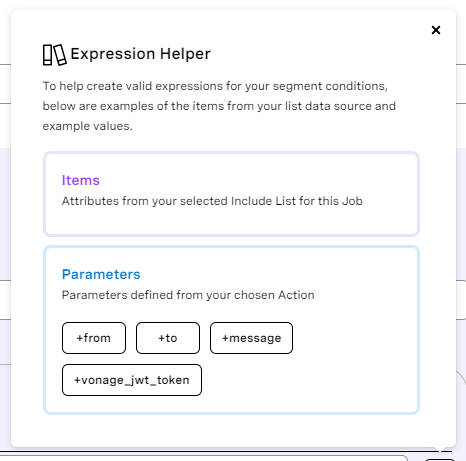 Expression Helper
To help create valid expressions for your segment conditions,
below are examples of the items from your list data source and
example values.
Items
Attributes from your selected Include List for this Job
Parameters
Parameters defined from your chosen Action
+from +to +message
+vonage_jwt_token